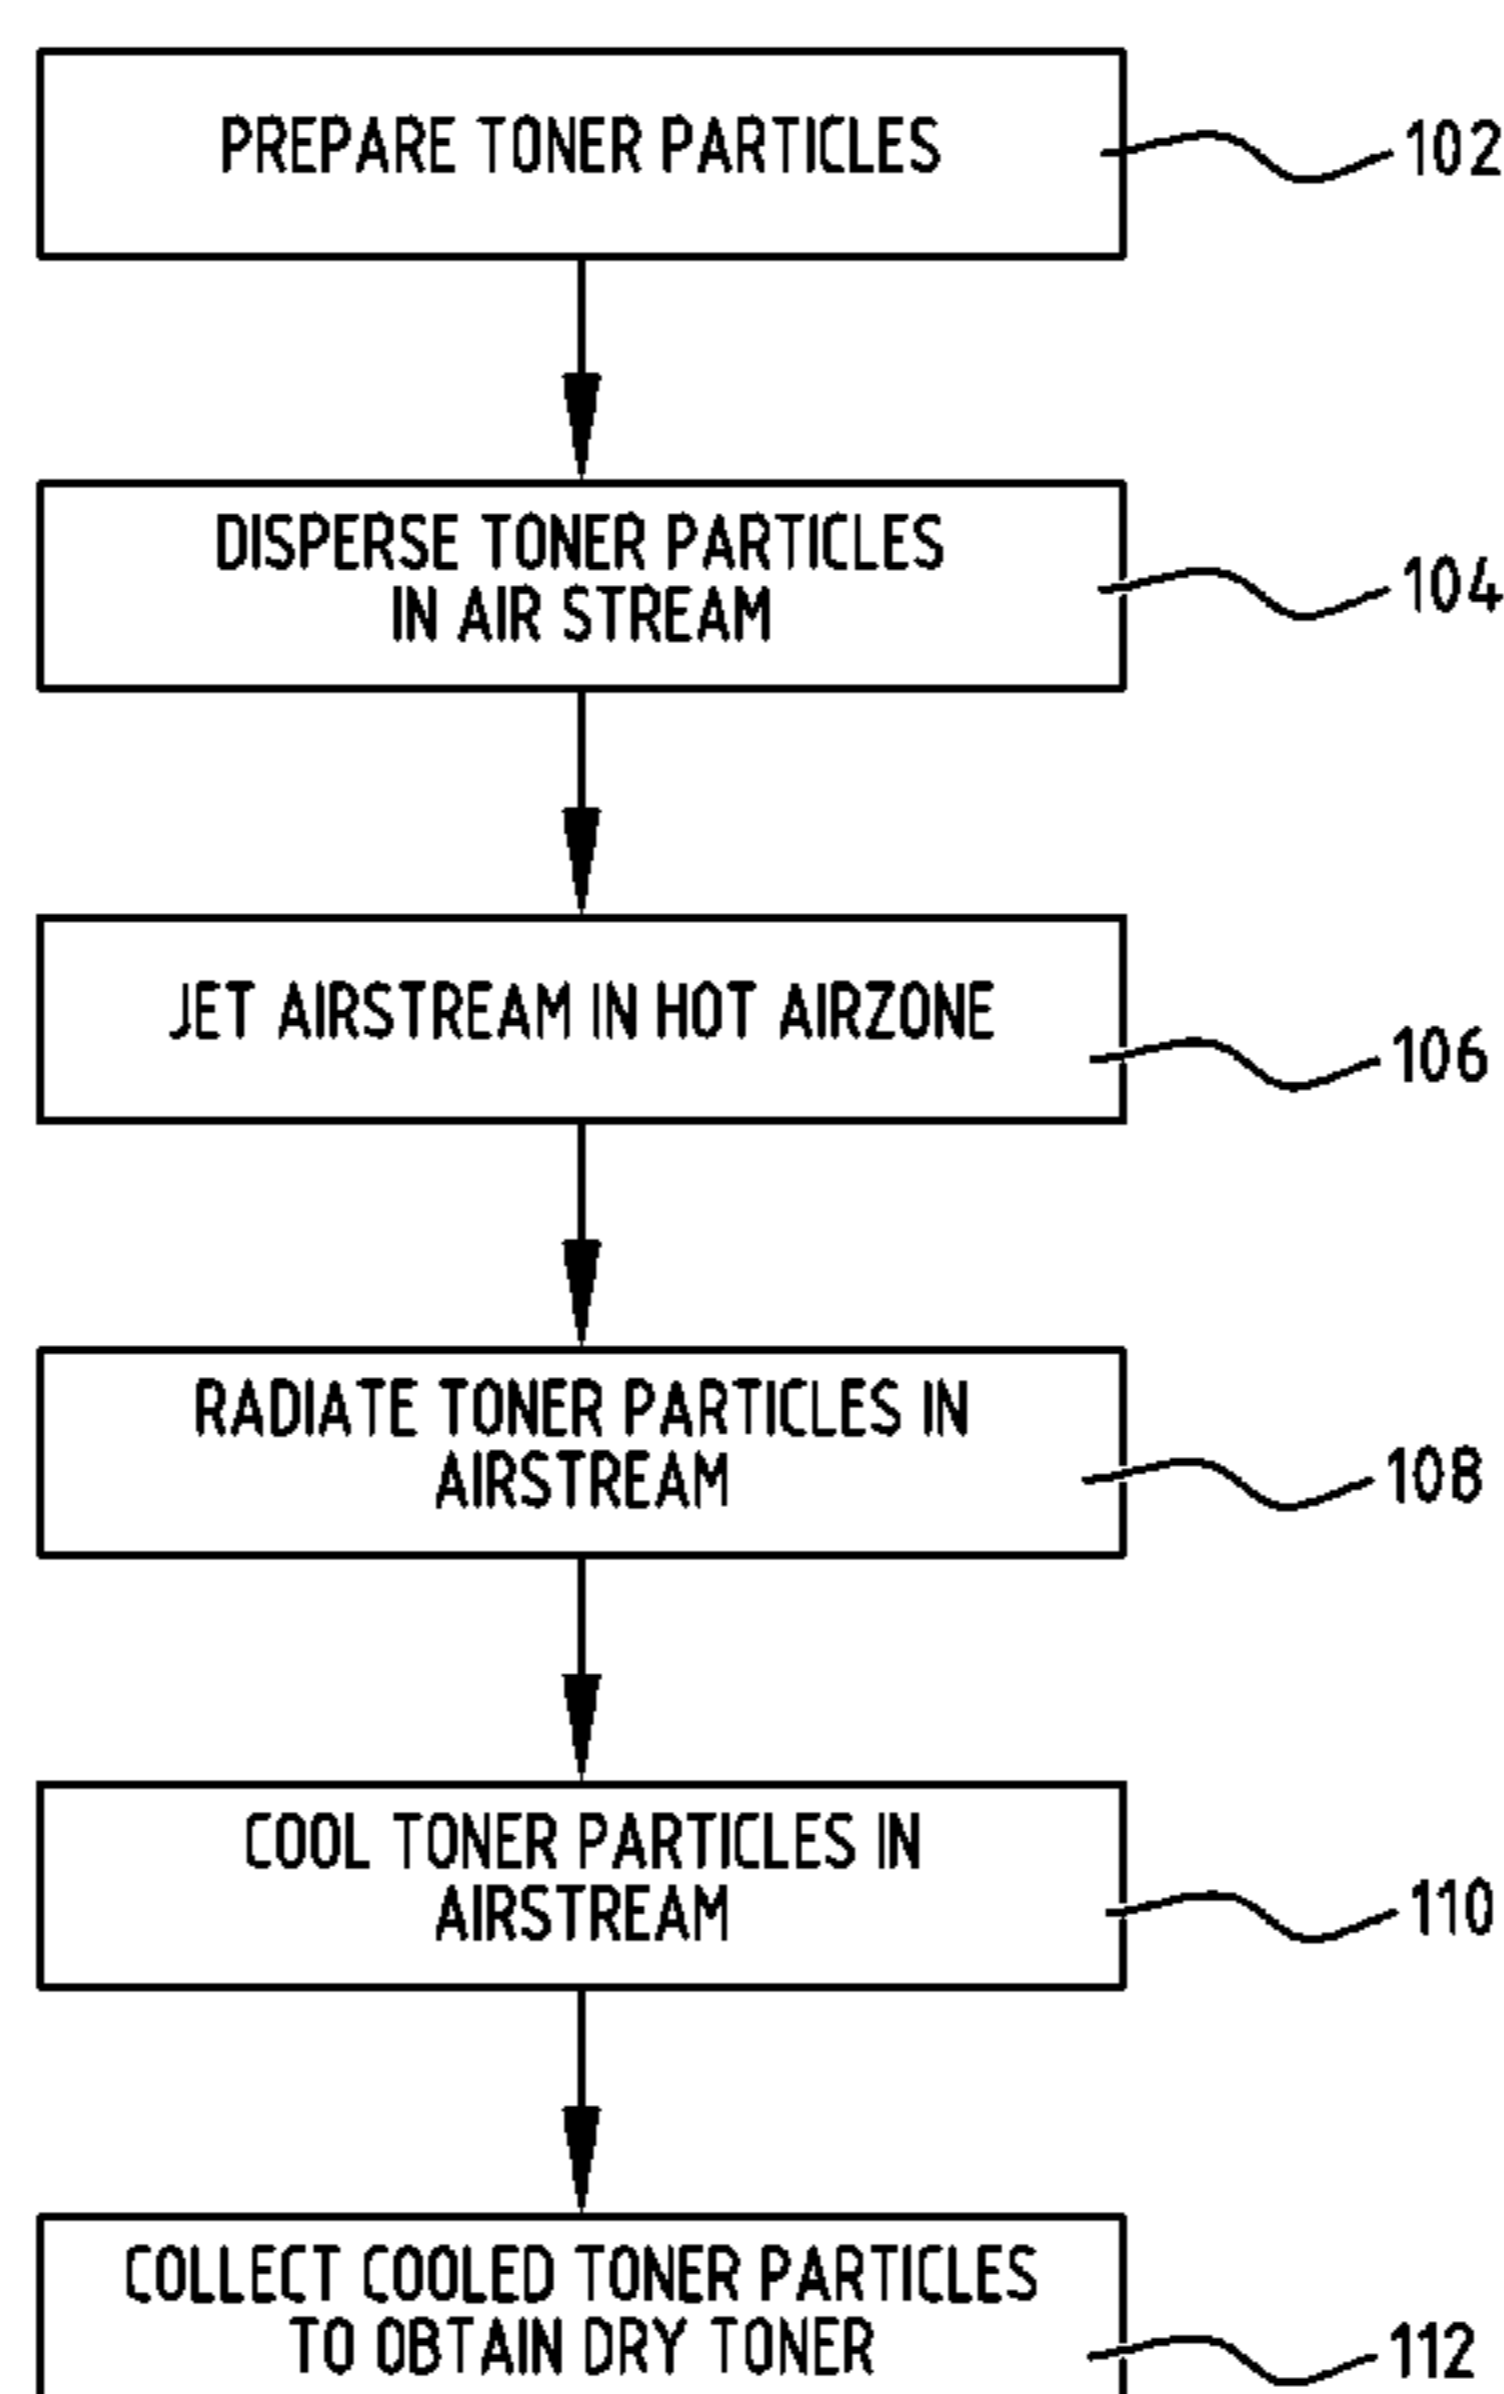 PREPARE TONER PARTICLES
102
DISPERSE TONER PARTICLES
IN AIR STREAM
104
JET AIRSTREAM IN HOT AIRZONE
106
RADIATE TONER PARTICLES IN
AIRSTREAM
108
COOL TONER PARTICLES IN
AIRSTREAM
110
COLLECT COOLED TONER PARTICLES
TO OBTAIN DRY TONER
112